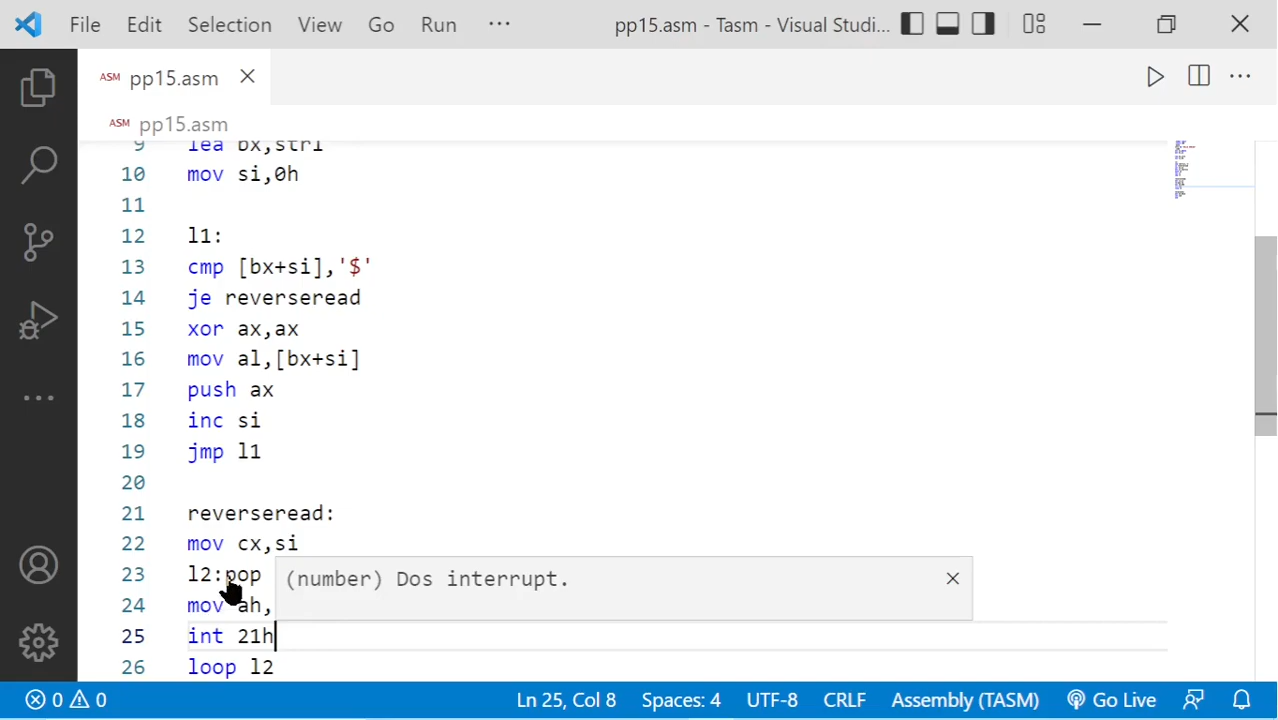 File Edit Selection View Go Run ··· pp15.asm - Tasm - Visual Studi...
ASM pp15.asm
ASM pp15.asm
9 lea bx,str1
10 mov si,0h
11
12 l1:
13 cmp [bx+si],'$'
14 je reverseread
15 xor ax,ax
16 mov al,[bx+si]
17 push ax
18 inc si
19 jmp l1
20
21 reverseread:
22 mov cx,si
23 l2:pop
(number) Dos interrupt.
24 mov ah,
25 int 21h
26 loop l2
0 0 Ln 25, Col 8 Spaces: 4 UTF-8 CRLF Assembly (TASM) Go Live